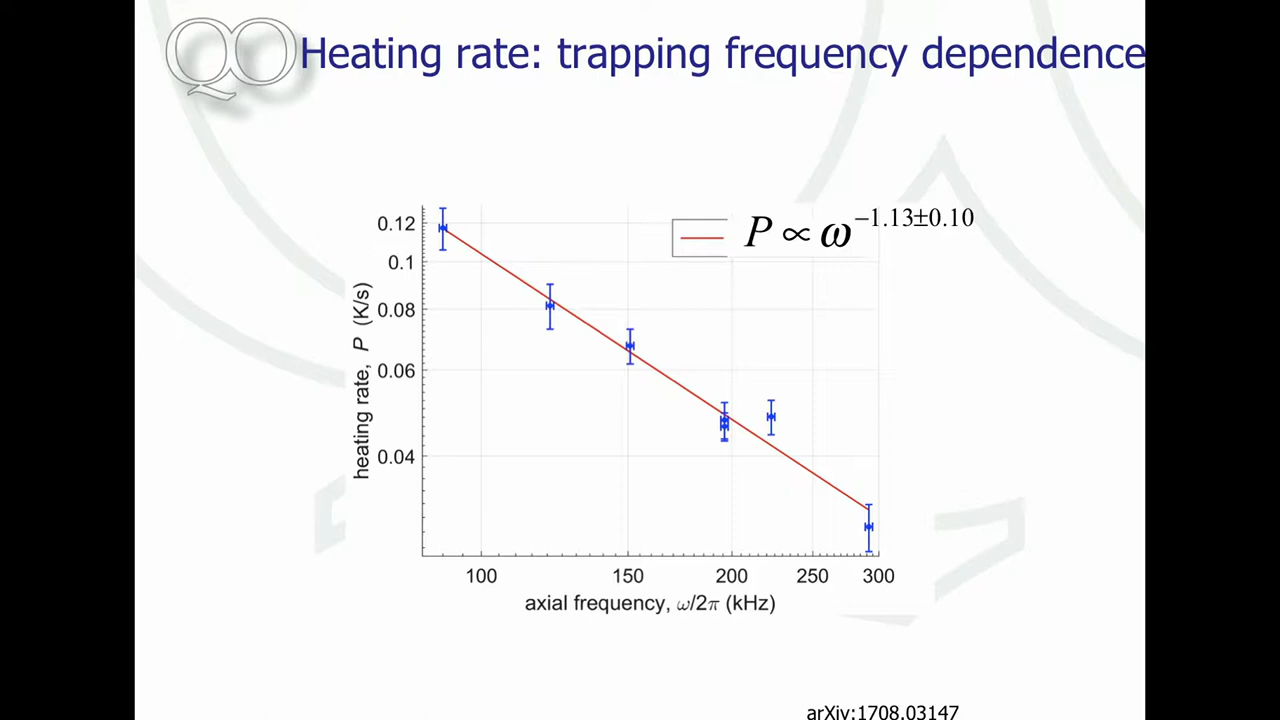 QO
Heating rate: trapping frequency dependence
P ∝ ω^−1.13±0.10
0.12
0.1
0.08
0.06
0.04
heating rate, P (K/s)
100 150 200 250 300
axial frequency, ω/2π (kHz)
arXiv:1708.03147